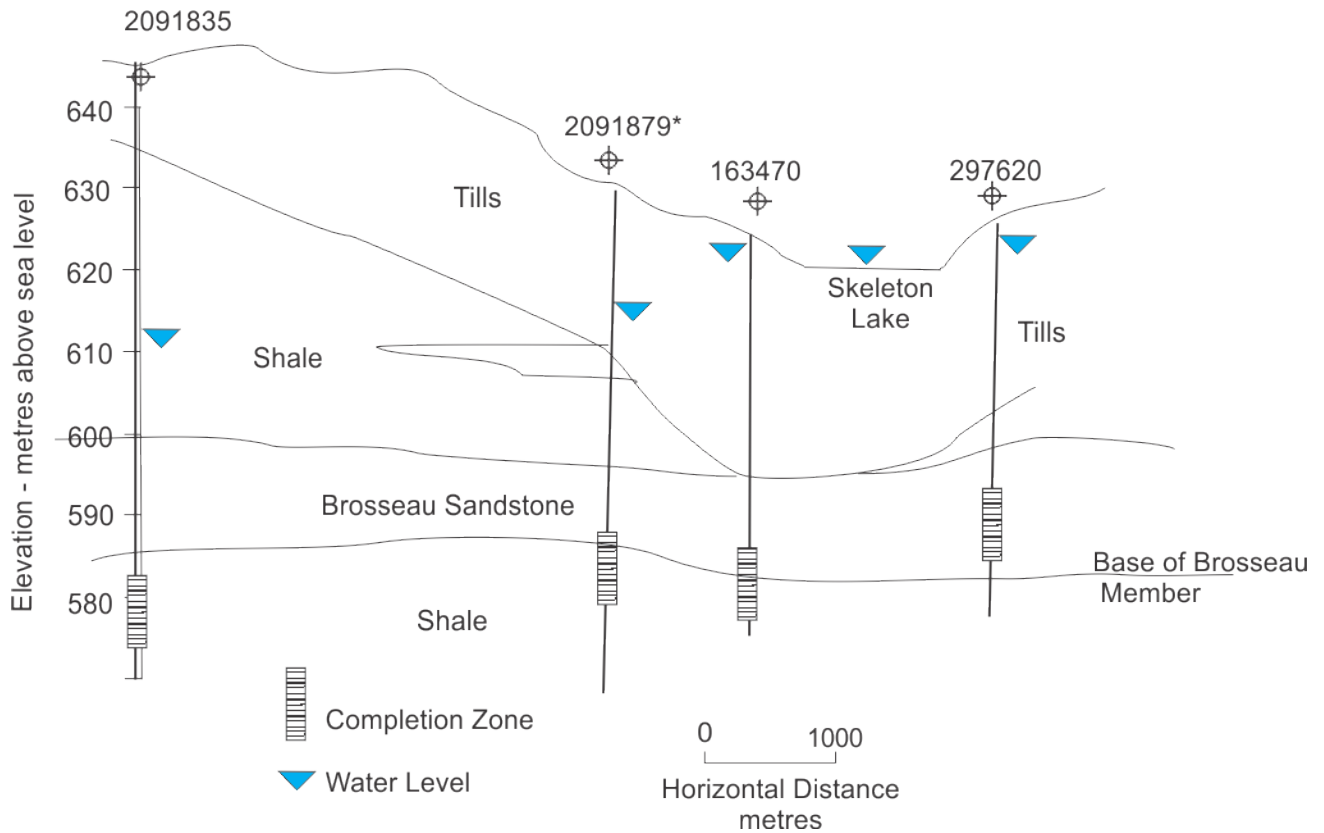 2091835
640
2091879*
163470
297620
630
Tills
620
Skeleton
Lake
Tills
610
Shale
600
Brosseau Sandstone
590
Base of Brosseau
Member
580
Shale
Elevation - metres above sea level
Completion Zone
Water Level
0
1000
Horizontal Distance
metres